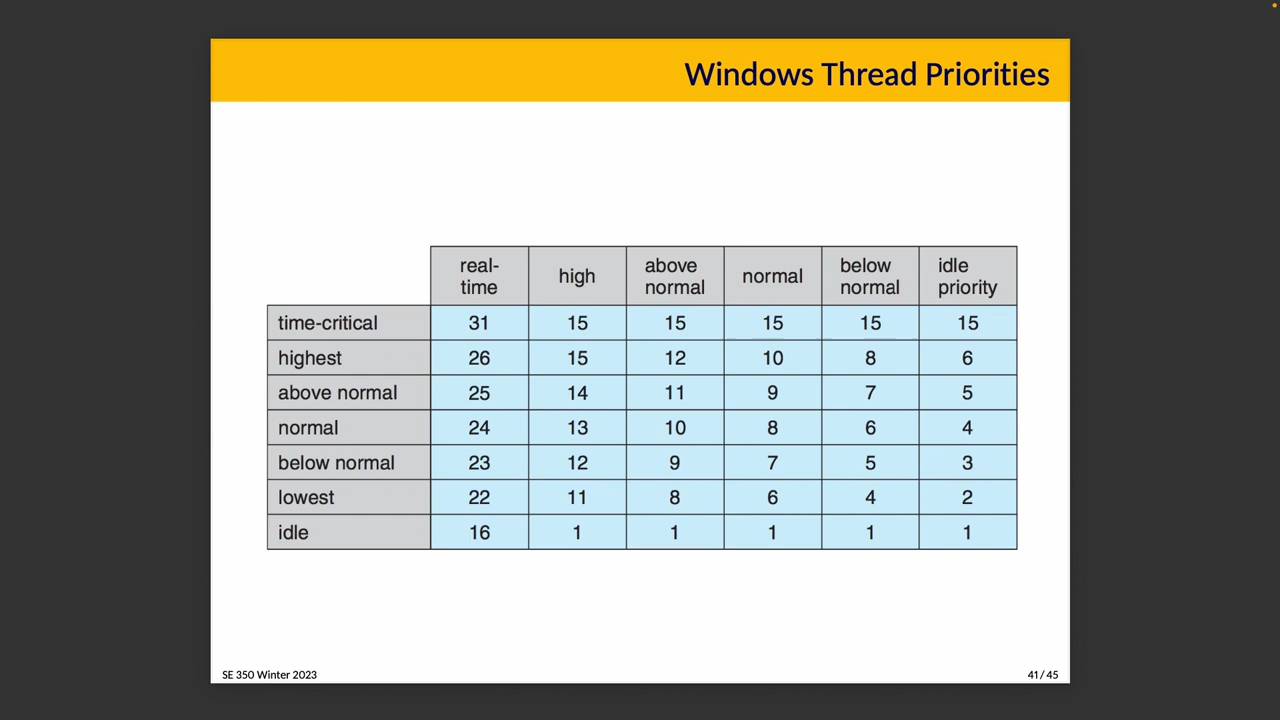 Windows Thread Priorities
real-time high above normal normal below normal idle priority
time-critical 31 15 15 15 15 15
highest 26 15 12 10 8 6
above normal 25 14 11 9 7 5
normal 24 13 10 8 6 4
below normal 23 12 9 7 5 3
lowest 22 11 8 6 4 2
idle 16 1 1 1 1 1
SE 350 Winter 2023 41 / 45